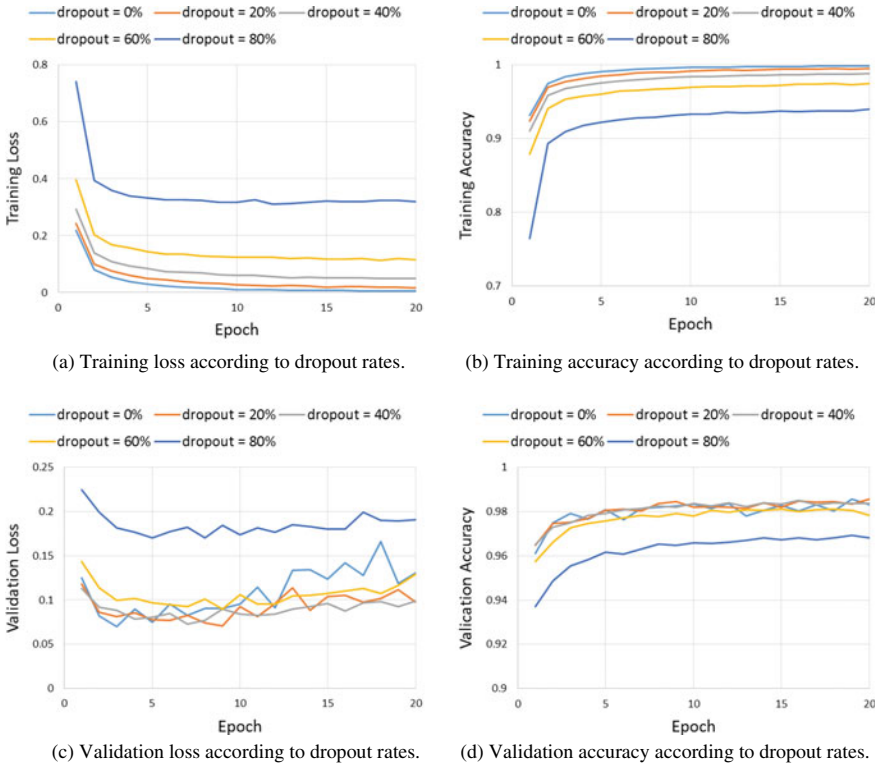 dropout = 0% dropout = 20% dropout = 40%
dropout = 60% dropout = 80%
0.8
0.6
0.4
0.2
0
Training Loss
0 5 10 15 20
Epoch
(a) Training loss according to dropout rates.
dropout = 0% dropout = 20% dropout = 40%
dropout = 60% dropout = 80%
1
0.9
0.8
0.7
Training Accuracy
0 5 10 15 20
Epoch
(b) Training accuracy according to dropout rates.
dropout = 0% dropout = 20% dropout = 40%
dropout = 60% dropout = 80%
0.25
0.2
0.15
0.1
0.05
0
Validation Loss
0 5 10 15 20
Epoch
(c) Validation loss according to dropout rates.
dropout = 0% dropout = 20% dropout = 40%
dropout = 60% dropout = 80%
1
0.98
0.96
0.94
0.92
0.9
Valication Accuracy
0 5 10 15 20
Epoch
(d) Validation accuracy according to dropout rates.